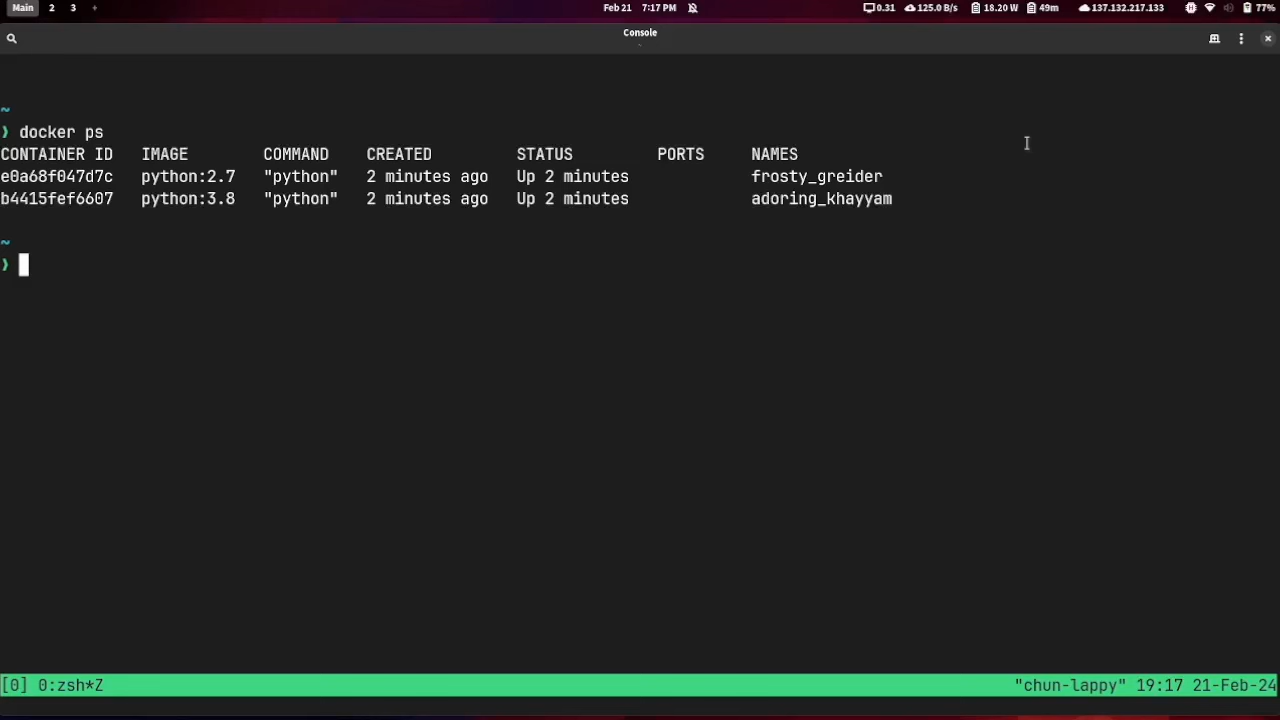 Main 2 3 + Feb 21 7:17 PM 0.31 125.0 B/s 18.20 W 49m 137.132.217.133 77%
Console
~
❯ docker ps
CONTAINER ID IMAGE COMMAND CREATED STATUS PORTS NAMES
e0a68f047d7c python:2.7 "python" 2 minutes ago Up 2 minutes frosty_greider
b4415fef6607 python:3.8 "python" 2 minutes ago Up 2 minutes adoring_khayyam
~
❯
[0] 0:zsh*Z "chun-lappy" 19:17 21-Feb-24